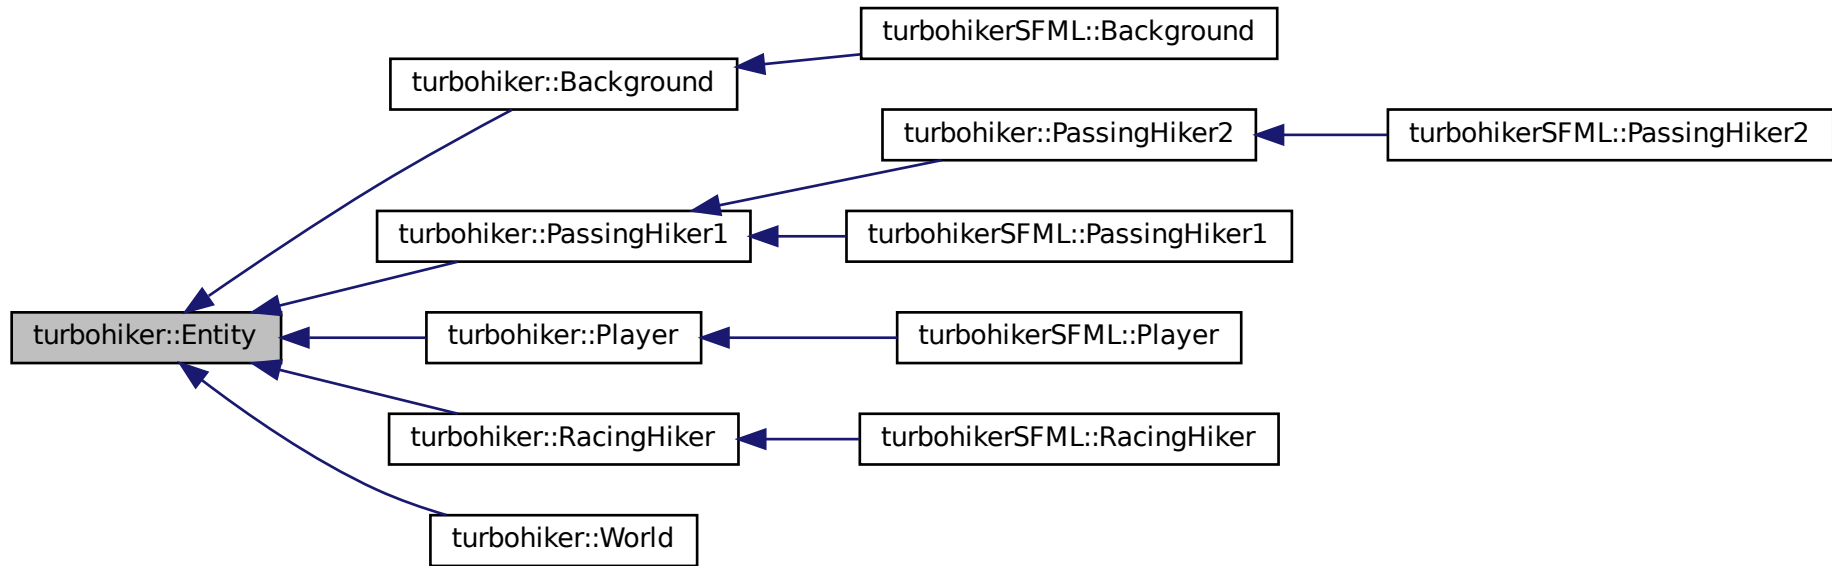 turbohikerSFML::Background
turbohiker::Background
turbohiker::PassingHiker2
turbohikerSFML::PassingHiker2
turbohiker::PassingHiker1
turbohikerSFML::PassingHiker1
turbohiker::Entity
turbohiker::Player
turbohikerSFML::Player
turbohiker::RacingHiker
turbohikerSFML::RacingHiker
turbohiker::World